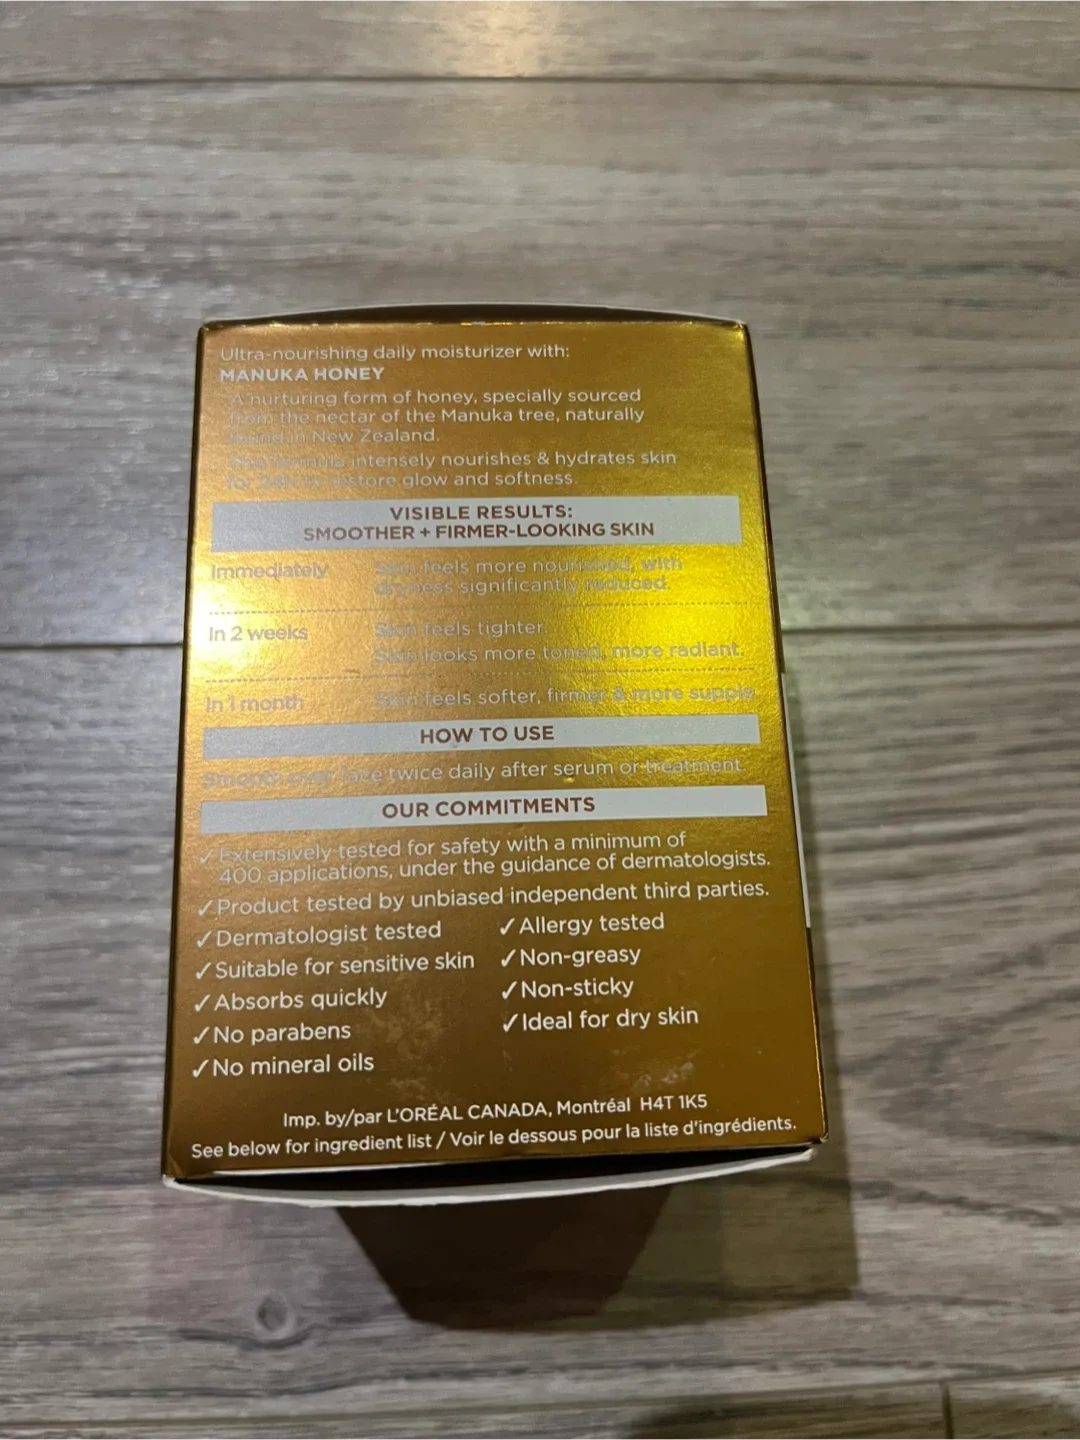 Ultra-nourishing daily moisturizer with:
MANUKA HONEY
A nurturing form of honey, specially sourced
from the nectar of the Manuka tree, naturally
found in New Zealand.
formula intensely nourishes & hydrates skin
restore glow and softness.
VISIBLE RESULTS:
SMOOTHER + FIRMER-LOOKING SKIN
Immediately Skin feels more nourished, with
dryness significantly reduced.
In 2 weeks Skin feels tighter.
Skin looks more toned, more radiant.
In 1 month Skin feels softer, firmer & more supple.
HOW TO USE
Smooth over face twice daily after serum or treatment.
OUR COMMITMENTS
✓Extensively tested for safety with a minimum of
400 applications, under the guidance of dermatologists.
✓Product tested by unbiased independent third parties.
✓Dermatologist tested ✓Allergy tested
✓Suitable for sensitive skin ✓Non-greasy
✓Absorbs quickly ✓Non-sticky
✓No parabens ✓Ideal for dry skin
✓No mineral oils
Imp. by/par L'ORÉAL CANADA, Montréal H4T 1K5
See below for ingredient list / Voir le dessous pour la liste d'ingrédients.